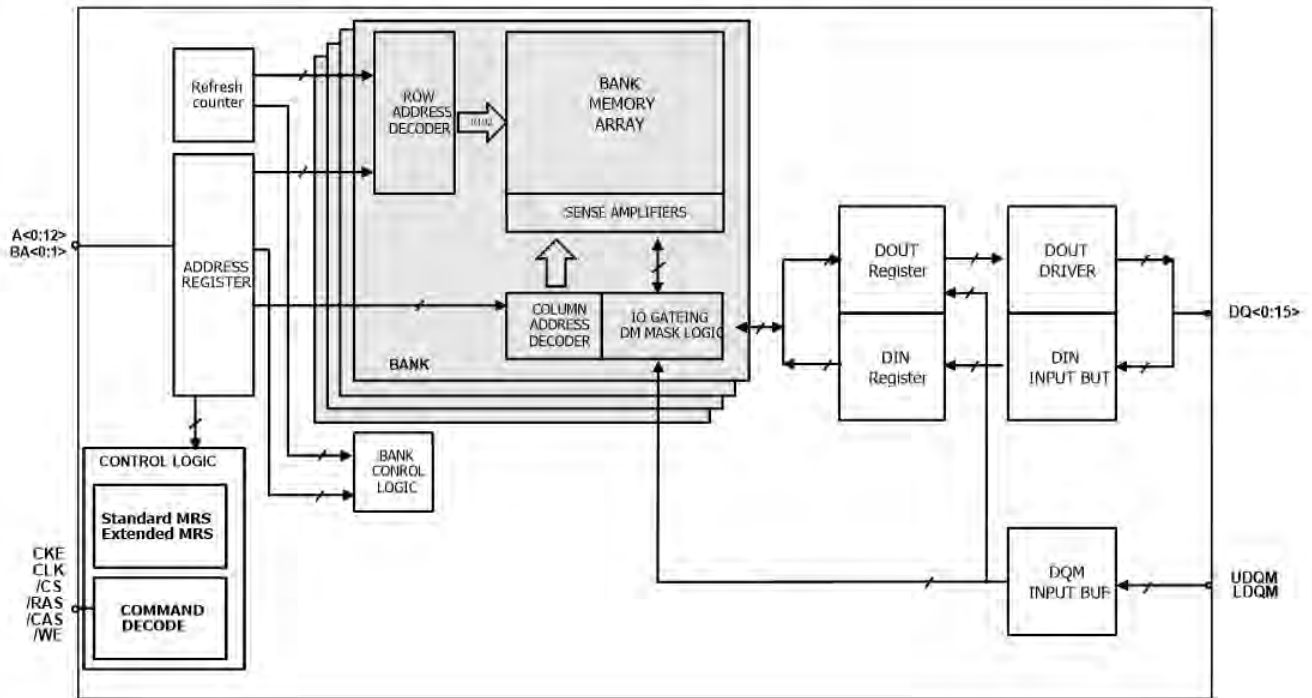 Refresh
counter
ROW
ADDRESS
DECODER
BANK
MEMORY
ARRAY
SENSE AMPLIFIERS
A<0:12>
BA<0:1>
ADDRESS
REGISTER
COLUMN
ADDRESS
DECODER
IO GATEING
DM MASK LOGIC
BANK
DOUT
Register
DOUT
DRIVER
DIN
Register
DIN
INPUT BUT
DQ<0:15>
BANK
CONROL
LOGIC
CONTROL LOGIC
Standard MRS
Extended MRS
COMMAND
DECODE
CKE
CLK
/CS
/RAS
/CAS
/WE
DQM
INPUT BUF
UDQM
LDQM